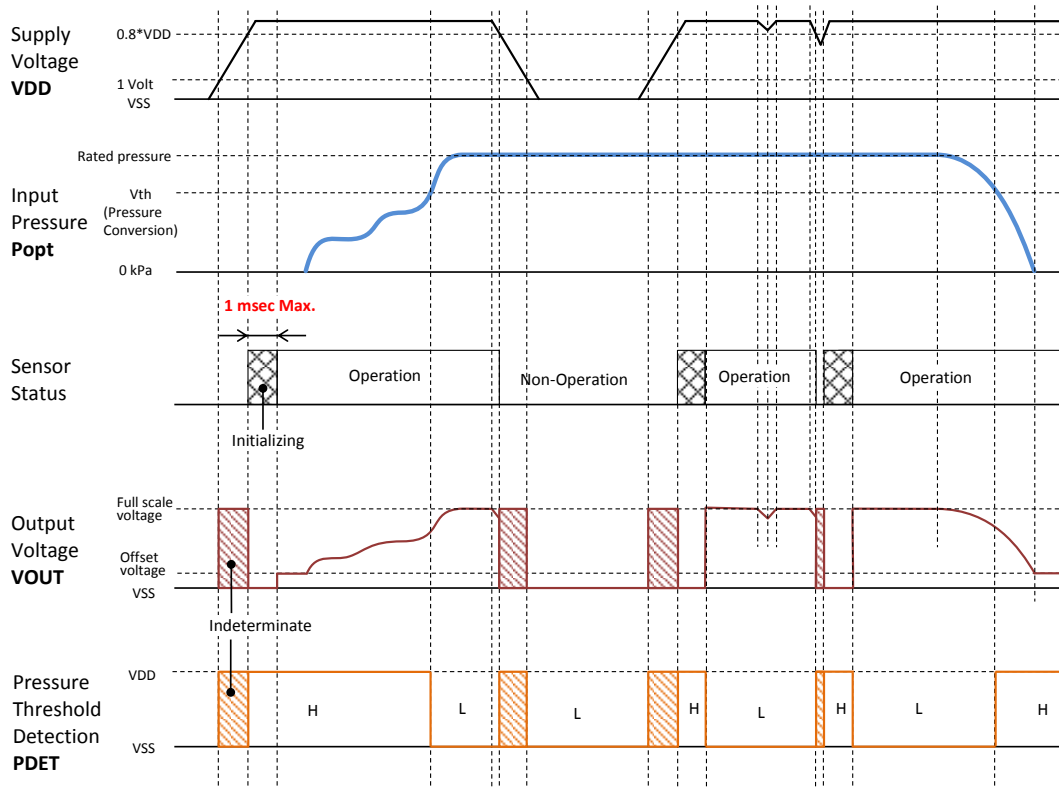 Supply
Voltage
VDD
0.8*VDD
1 Volt
VSS
Input
Pressure
Popt
Rated pressure
Vth
(Pressure
Conversion)
0 kPa
1 msec Max.
Sensor
Status
Operation
Non-Operation
Operation
Operation
Initializing
Output
Voltage
VOUT
Full scale
voltage
Offset
voltage
VSS
Indeterminate
Pressure
Threshold
Detection
PDET
VDD
VSS
H
L
L
H
L
H
L
H